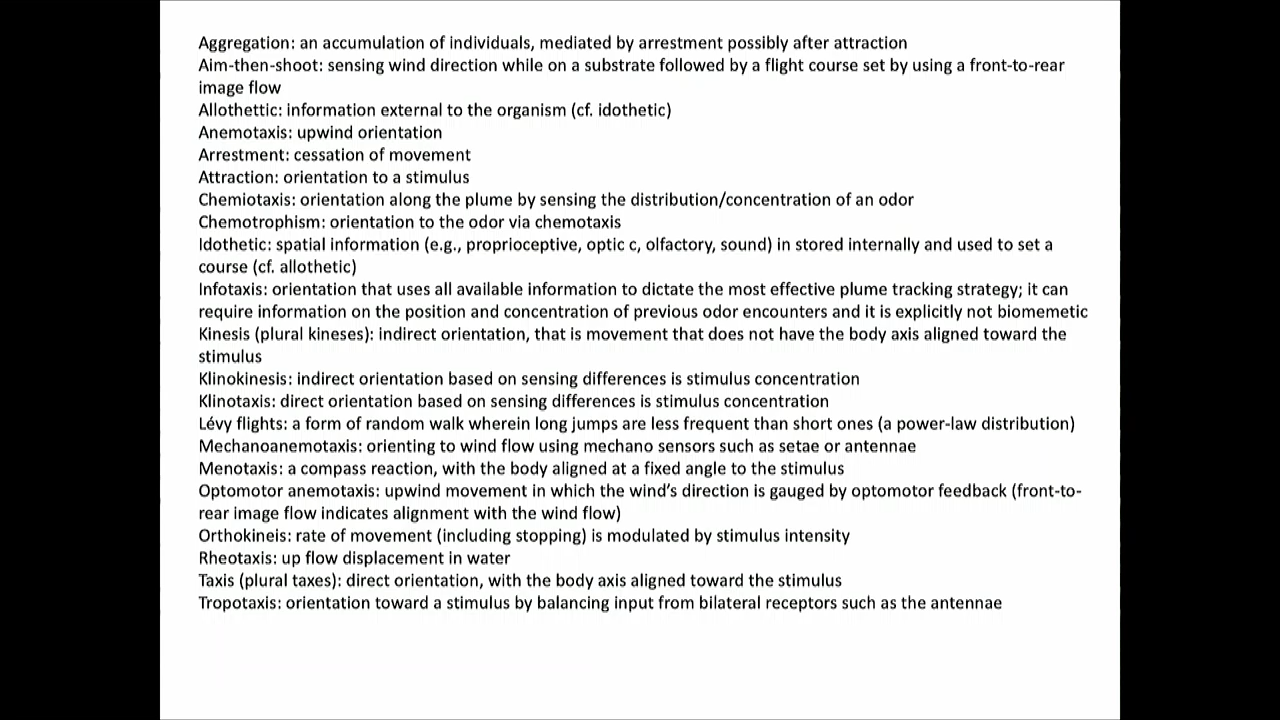 Aggregation: an accumulation of individuals, mediated by arrestment possibly after attraction
Aim-then-shoot: sensing wind direction while on a substrate followed by a flight course set by using a front-to-rear
image flow
Allothettic: information external to the organism (cf. idothetic)
Anemotaxis: upwind orientation
Arrestment: cessation of movement
Attraction: orientation to a stimulus
Chemiotaxis: orientation along the plume by sensing the distribution/concentration of an odor
Chemotrophism: orientation to the odor via chemotaxis
Idothetic: spatial information (e.g., proprioceptive, optic c, olfactory, sound) in stored internally and used to set a
course (cf. allothetic)
Infotaxis: orientation that uses all available information to dictate the most effective plume tracking strategy; it can
require information on the position and concentration of previous odor encounters and it is explicitly not biomemetic
Kinesis (plural kineses): indirect orientation, that is movement that does not have the body axis aligned toward the
stimulus
Klinokinesis: indirect orientation based on sensing differences is stimulus concentration
Klinotaxis: direct orientation based on sensing differences is stimulus concentration
Lévy flights: a form of random walk wherein long jumps are less frequent than short ones (a power-law distribution)
Mechanoanemotaxis: orienting to wind flow using mechano sensors such as setae or antennae
Menotaxis: a compass reaction, with the body aligned at a fixed angle to the stimulus
Optomotor anemotaxis: upwind movement in which the wind's direction is gauged by optomotor feedback (front-to-
rear image flow indicates alignment with the wind flow)
Orthokineis: rate of movement (including stopping) is modulated by stimulus intensity
Rheotaxis: up flow displacement in water
Taxis (plural taxes): direct orientation, with the body axis aligned toward the stimulus
Tropotaxis: orientation toward a stimulus by balancing input from bilateral receptors such as the antennae